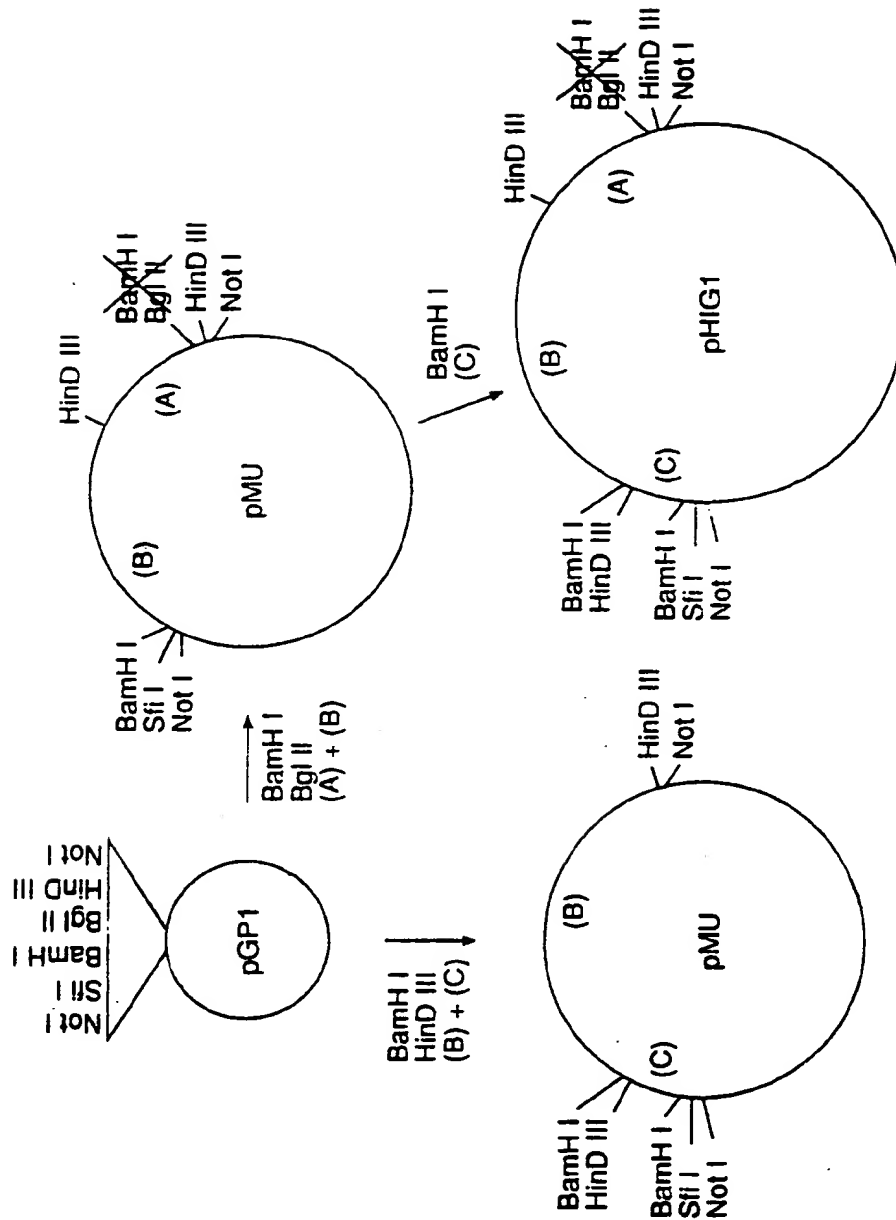 Not I
Sfi I
BamH I
Bgl II
HinD III
Not I
pGP1
BamH I
Bgl II
(A) + (B)
BamH I
Sfi I
Not I
(B)
HinD III
(A)
BamH I
Bgl II
HinD III
Not I
pMU
BamH I
HinD III
(B) + (C)
BamH I
(C)
BamH I
HinD III
(C)
BamH I
Sfi I
Not I
(B)
HinD III
Not I
pMU
BamH I
HinD III
(C)
BamH I
Sfi I
Not I
(B)
HinD III
(A)
BamH I
Bgl II
HinD III
Not I
pHIG1